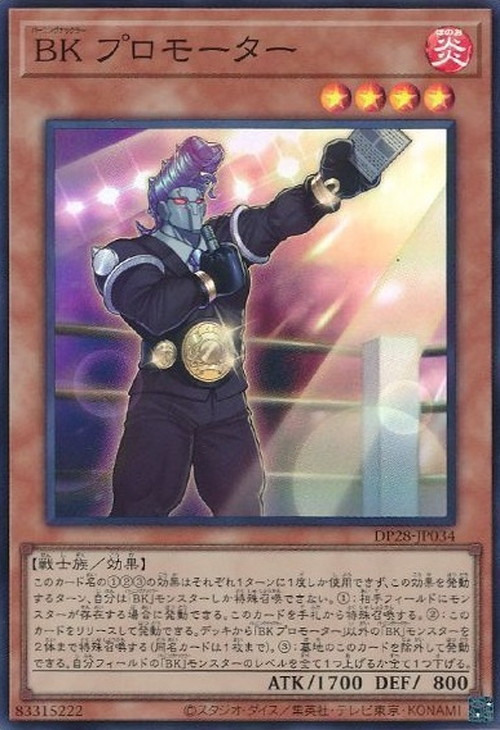 バーニングナックラー
BK プロモーター
ほのお
炎
DP28-JP034
【戦士族／効果】
このカード名の①②③の効果はそれぞれ1ターンに1度しか使用できず、この効果を発動
するターン、自分は「BK」モンスターしか特殊召喚できない。①：相手フィールドにモン
スターが存在する場合に発動できる。このカードを手札から特殊召喚する。②：この
カードをリリースして発動できる。デッキから「BK プロモーター」以外の「BK」モンスターを
2体まで特殊召喚する（同名カードは1枚まで）。③：墓地のこのカードを除外して発動
できる。自分フィールドの「BK」モンスターのレベルを全て1つ上げるか全て1つ下げる。
ATK/1700 DEF/ 800
83315222 ©スタジオ・ダイス／集英社・テレビ東京・KONAMI